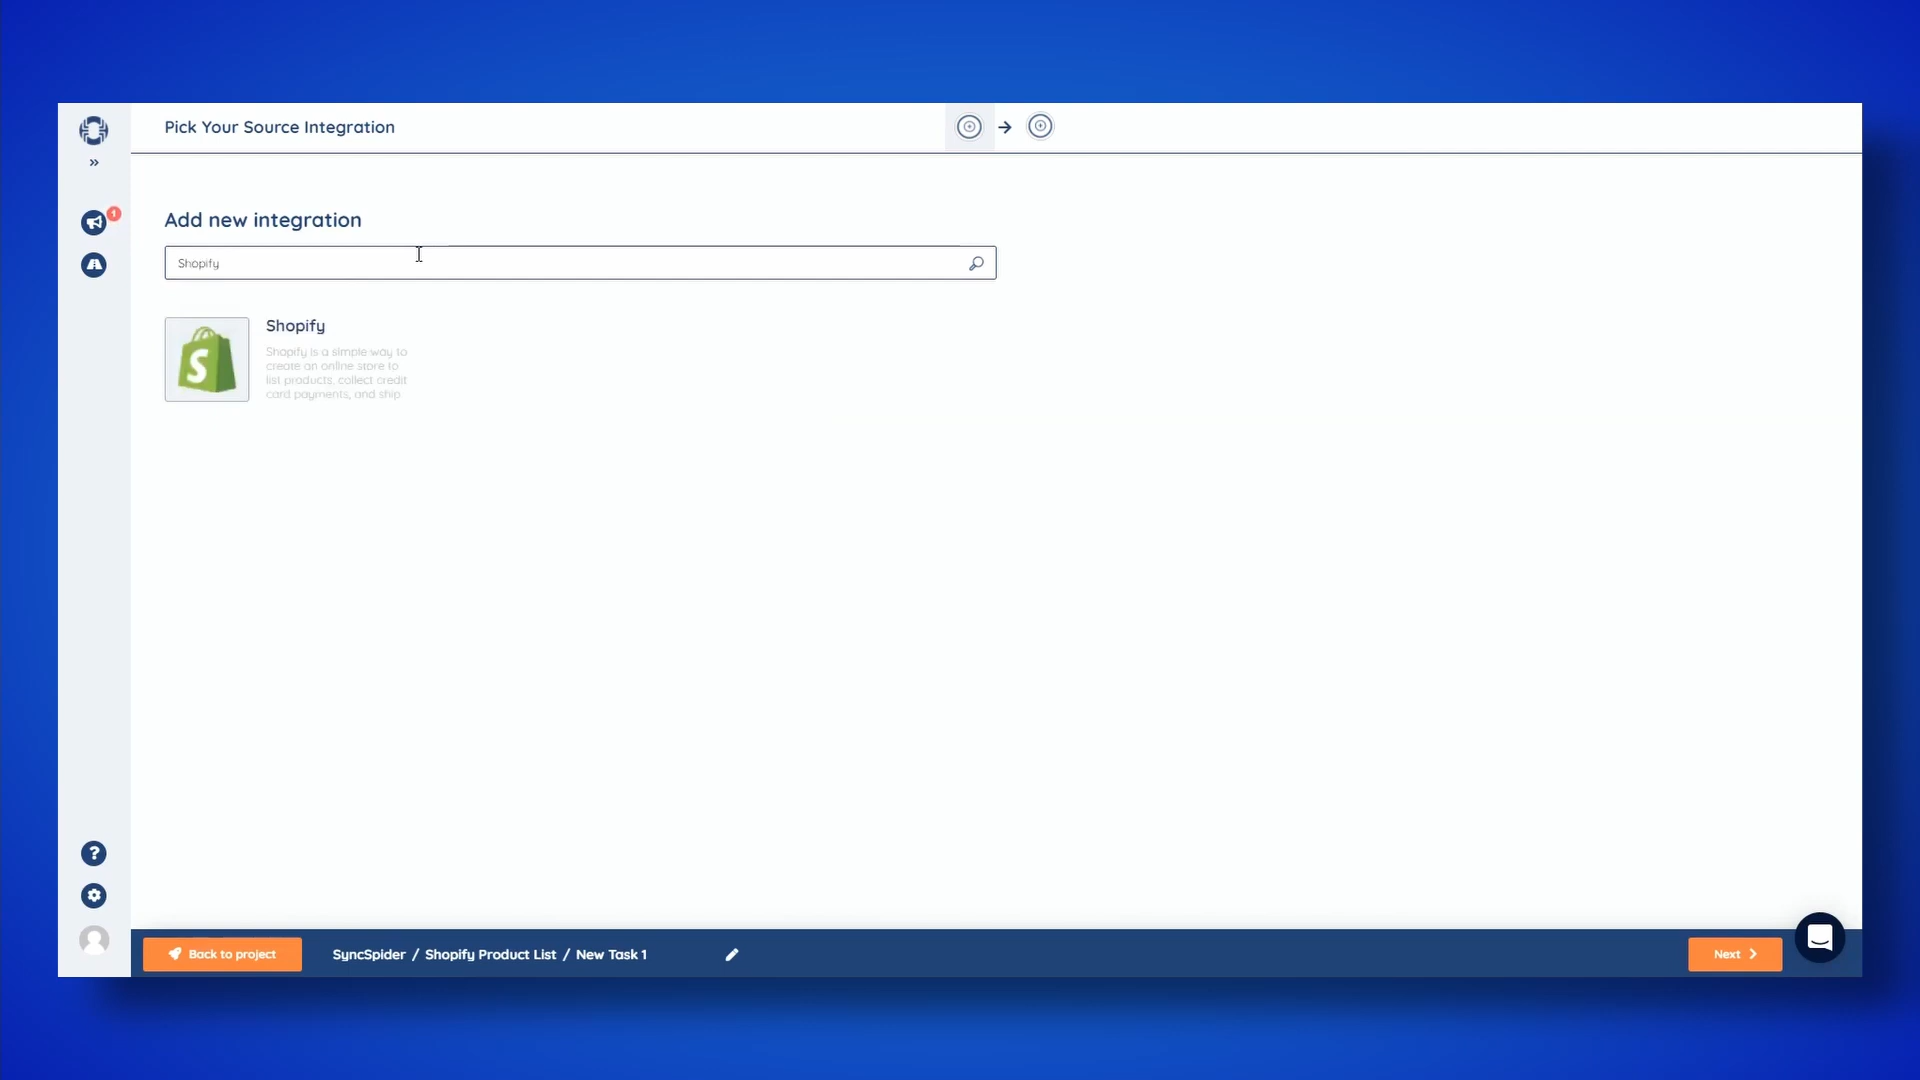 Pick Your Source Integration
1
Add new integration
Shopify
Shopify
Shopify is a simple way to
create an online store to
list products, collect credit
card payments, and ship
Back to project
SyncSpider / Shopify Product List / New Task 1
Next